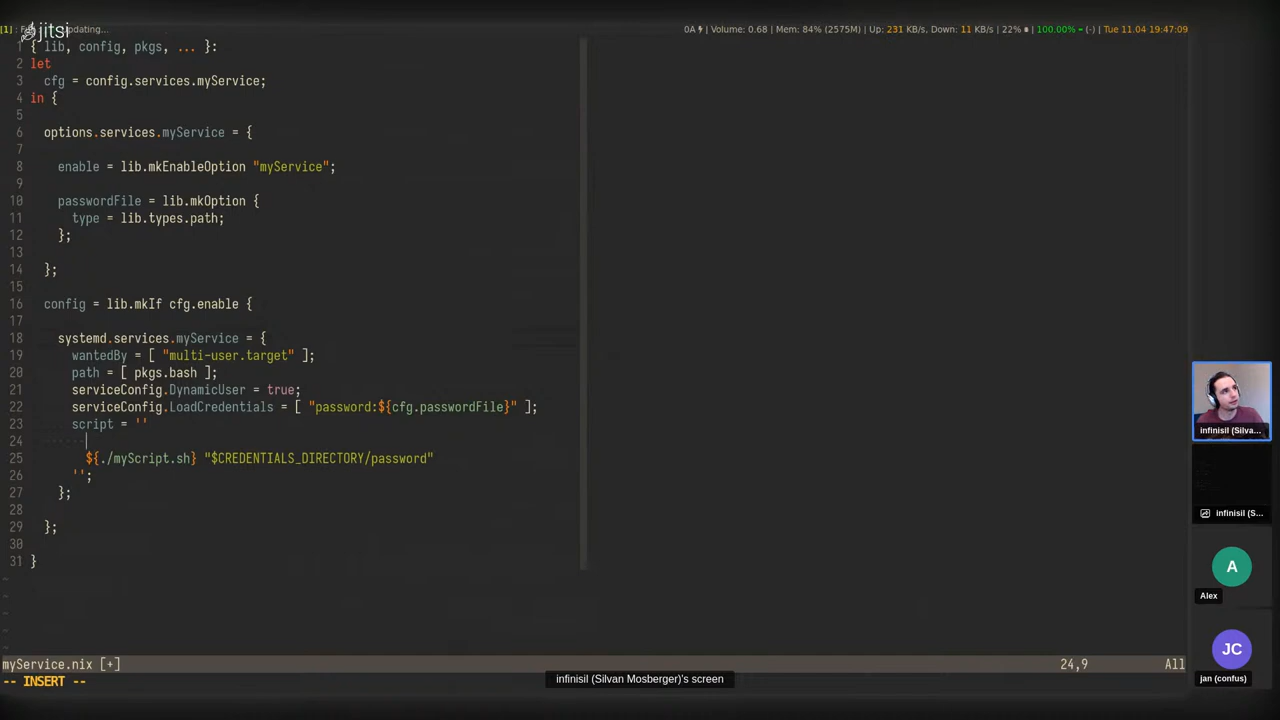 jitsi
[1] : F pdating...
0A | Volume: 0.68 | Mem: 84% (2575M) | Up: 231 KB/s, Down: 11 KB/s | 22% | 100.00% (-) | Tue 11.04-19:47:09
1 { lib, config, pkgs, ... }:
2 let
3 cfg = config.services.myService;
4 in {
5
6 options.services.myService = {
7
8 enable = lib.mkEnableOption "myService";
9
10 passwordFile = lib.mkOption {
11 type = lib.types.path;
12 };
13
14 };
15
16 config = lib.mkIf cfg.enable {
17
18 systemd.services.myService = {
19 wantedBy = [ "multi-user.target" ];
20 path = [ pkgs.bash ];
21 serviceConfig.DynamicUser = true;
22 serviceConfig.LoadCredentials = [ "password:${cfg.passwordFile}" ];
23 script = ''
24
25 ${./myScript.sh} "$CREDENTIALS_DIRECTORY/password"
26 '';
27 };
28
29 };
30
31 }
~
~
~
~
~
myService.nix [+] 24,9 All
-- INSERT --
infinisil (Silvan Mosberger)'s screen
infinisil (Silva...
infinisil (S...
A
Alex
JC
jan (confus)